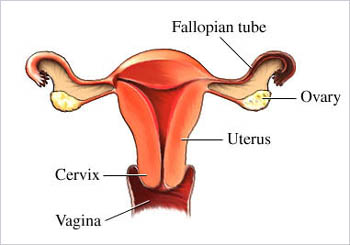 Fallopian tube
Ovary
Uterus
Cervix
Vagina